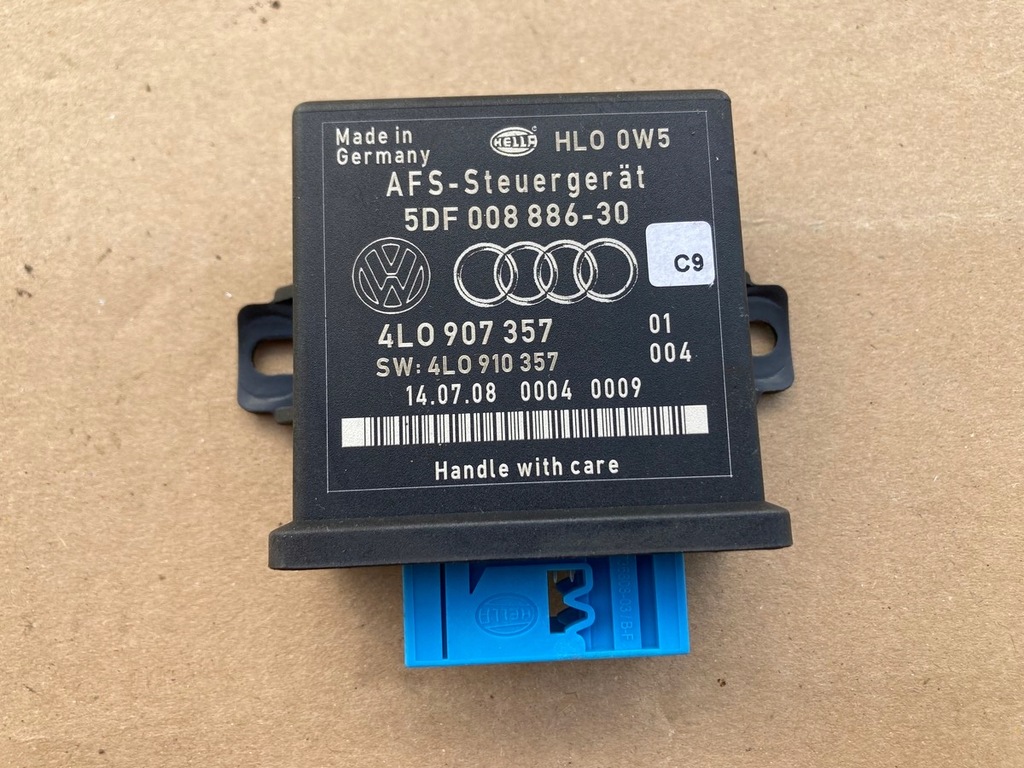 Made in
Germany
HELLA
HLO 0W5
AFS-Steuergerät
5DF 008 886-30
C9
4L0 907 357 01
SW: 4L0 910 357 004
14.07.08 0004 0009
Handle with care
HELLA